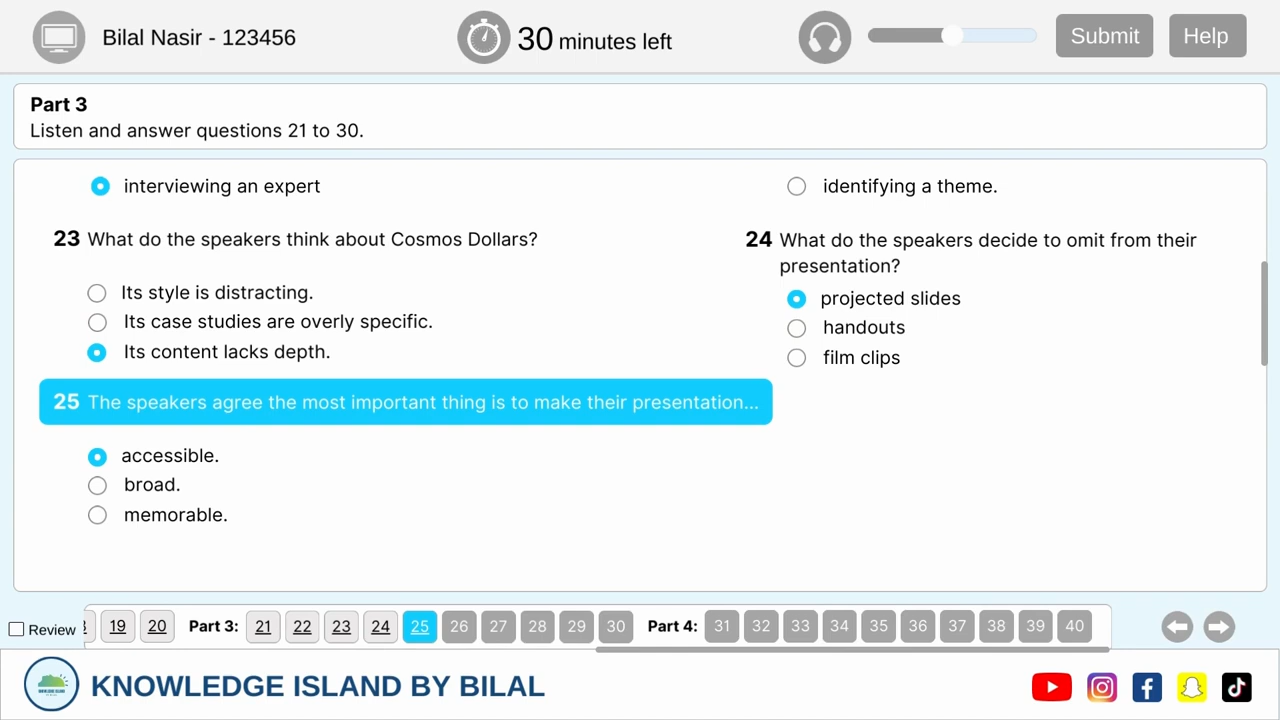 Bilal Nasir - 123456
30 minutes left
Submit
Help
Part 3
Listen and answer questions 21 to 30.
interviewing an expert
identifying a theme.
23 What do the speakers think about Cosmos Dollars?
Its style is distracting.
Its case studies are overly specific.
Its content lacks depth.
24 What do the speakers decide to omit from their
presentation?
projected slides
handouts
film clips
25 The speakers agree the most important thing is to make their presentation...
accessible.
broad.
memorable.
Review
19 20 Part 3: 21 22 23 24 25 26 27 28 29 30 Part 4: 31 32 33 34 35 36 37 38 39 40
KNOWLEDGE ISLAND BY BILAL